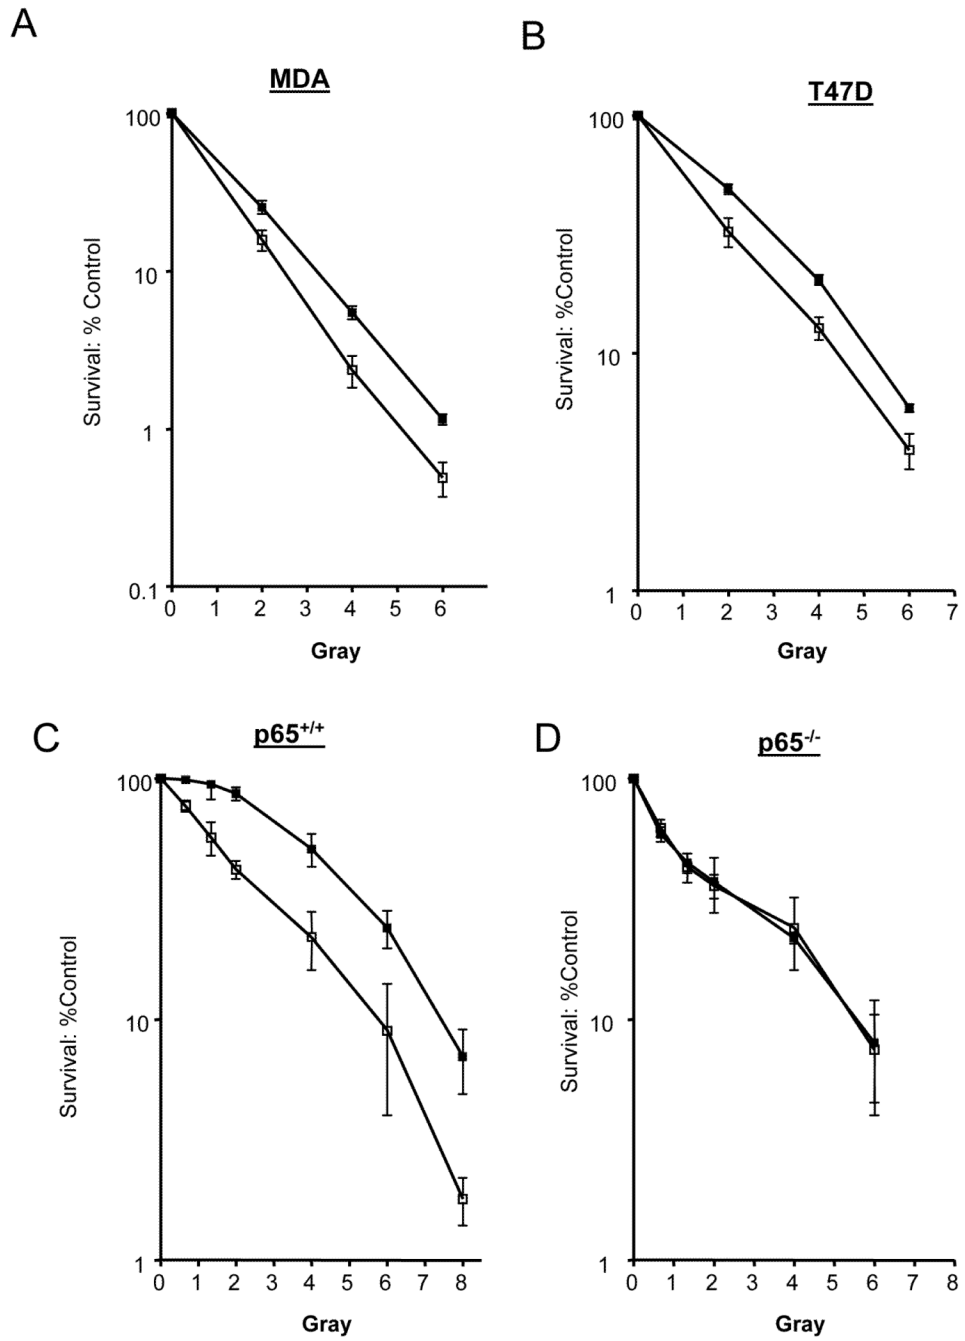 A
MDA
100
10
1
0.1
Survival: % Control
0 1 2 3 4 5 6
Gray
B
T47D
100
10
1
Survival: %Control
0 1 2 3 4 5 6 7
Gray
C
p65+/+
100
10
1
Survival: %Control
0 1 2 3 4 5 6 7 8
Gray
D
p65-/-
100
10
1
Survival: %Control
0 1 2 3 4 5 6 7 8
Gray